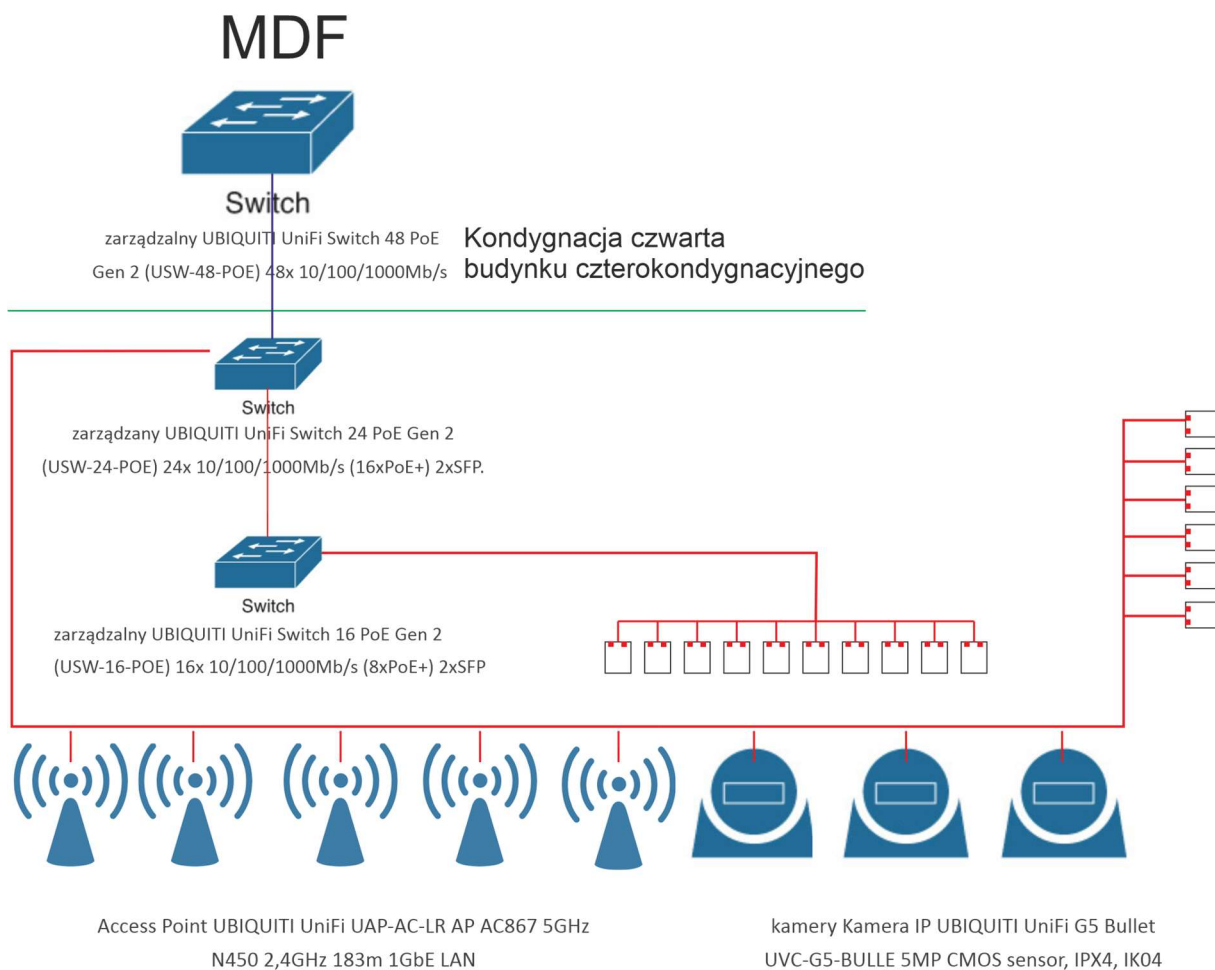 MDF
Switch
zarządzalny UBIQUITI UniFi Switch 48 PoE
Gen 2 (USW-48-POE) 48x 10/100/1000Mb/s
Kondygnacja czwarta
budynku czterokondygnacyjnego
Switch
zarządzany UBIQUITI UniFi Switch 24 PoE Gen 2
(USW-24-POE) 24x 10/100/1000Mb/s (16xPoE+) 2xSFP.
Switch
zarządzalny UBIQUITI UniFi Switch 16 PoE Gen 2
(USW-16-POE) 16x 10/100/1000Mb/s (8xPoE+) 2xSFP
Access Point UBIQUITI UniFi UAP-AC-LR AP AC867 5GHz
N450 2,4GHz 183m 1GbE LAN
kamery Kamera IP UBIQUITI UniFi G5 Bullet
UVC-G5-BULLE 5MP CMOS sensor, IPX4, IK04